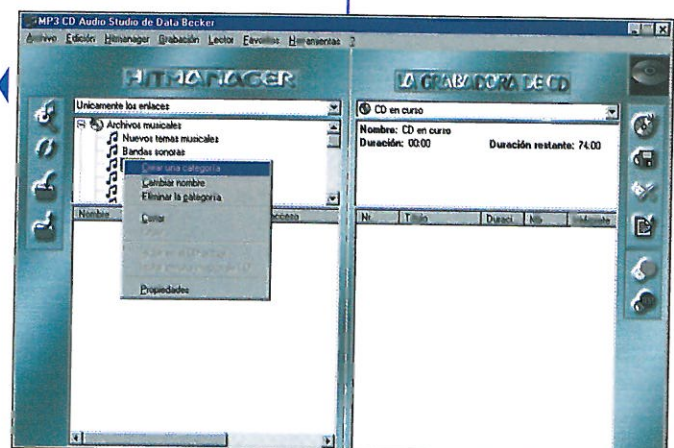 MP3 CD Audio Studio de Data Becker
Archivo Edición Hitmanager Grabación Lector Favoritos Herramientas ?
HITMANAGER
LA GRABADORA DE CD
Unicamente los enlaces
Archivos musicales
Nuevos temas musicales
Bandas sonoras
Crear una categoría
Cambiar nombre
Eliminar la categoría
Propiedades
Nombre
CD en curso
Nombre: CD en curso
Duración: 00:00 Duración restante: 74:00
Nr. Título Duraci MB